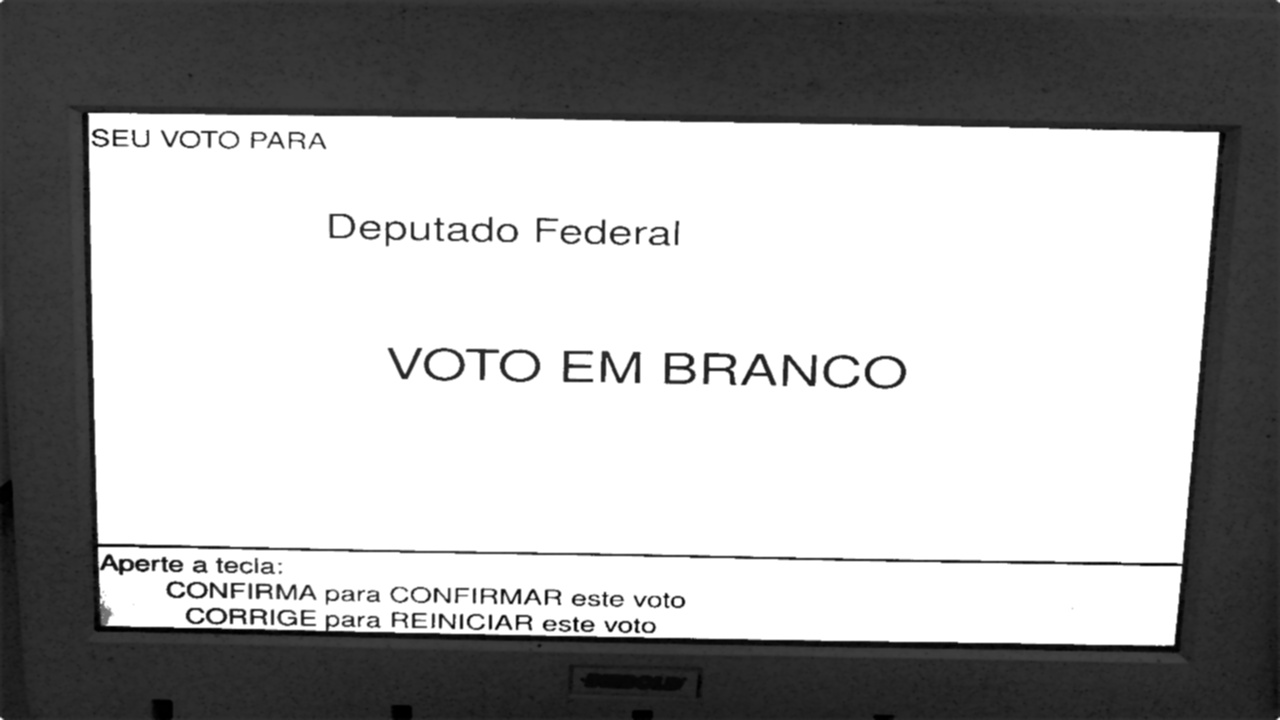 SEU VOTO PARA
Deputado Federal
VOTO EM BRANCO
Aperte a tecla:
CONFIRMA para CONFIRMAR este voto
CORRIGE para REINICIAR este voto